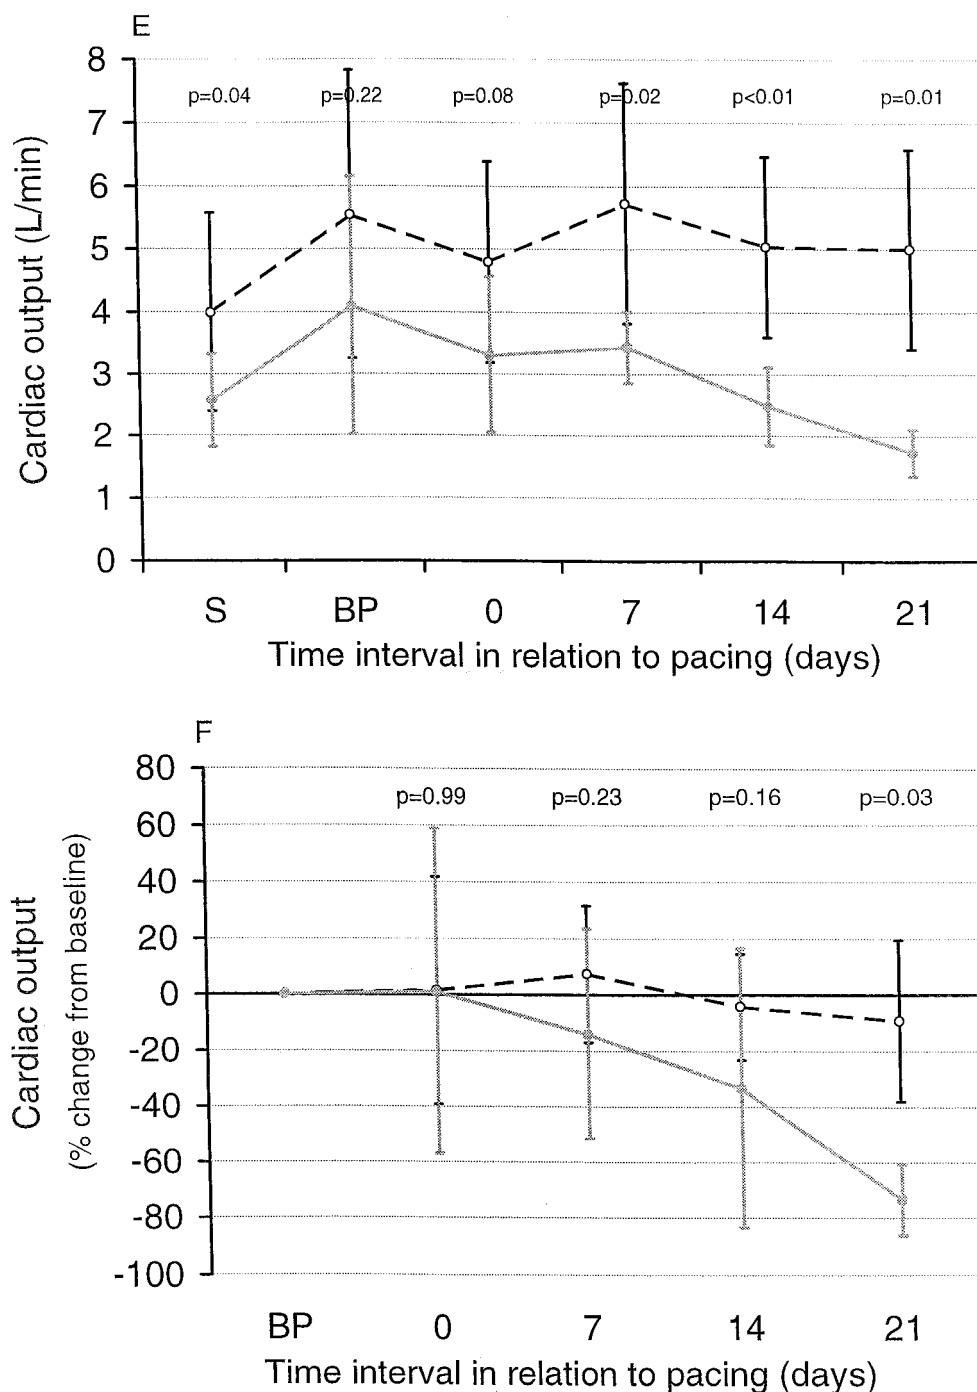 E
8
p=0.04 p=0.22 p=0.08 p=0.02 p<0.01 p=0.01
7
6
5
4
3
2
1
0
Cardiac output (L/min)
S BP 0 7 14 21
Time interval in relation to pacing (days)
F
80
p=0.99 p=0.23 p=0.16 p=0.03
60
40
20
0
-20
-40
-60
-80
-100
Cardiac output
(% change from baseline)
BP 0 7 14 21
Time interval in relation to pacing (days)